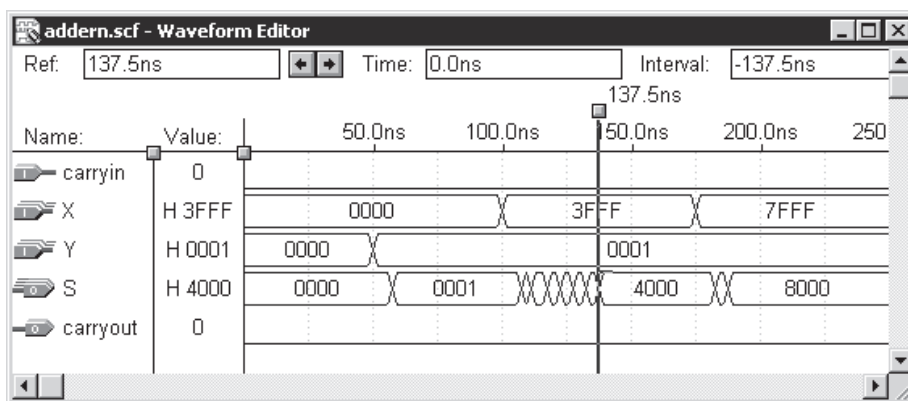 addern.scf - Waveform Editor
Ref: 137.5ns Time: 0.0ns Interval: -137.5ns
137.5ns
Name: Value: 50.0ns 100.0ns 150.0ns 200.0ns 250
carryin 0
X H 3FFF 0000 3FFF 7FFF
Y H 0001 0000 0001
S H 4000 0000 0001 4000 8000
carryout 0